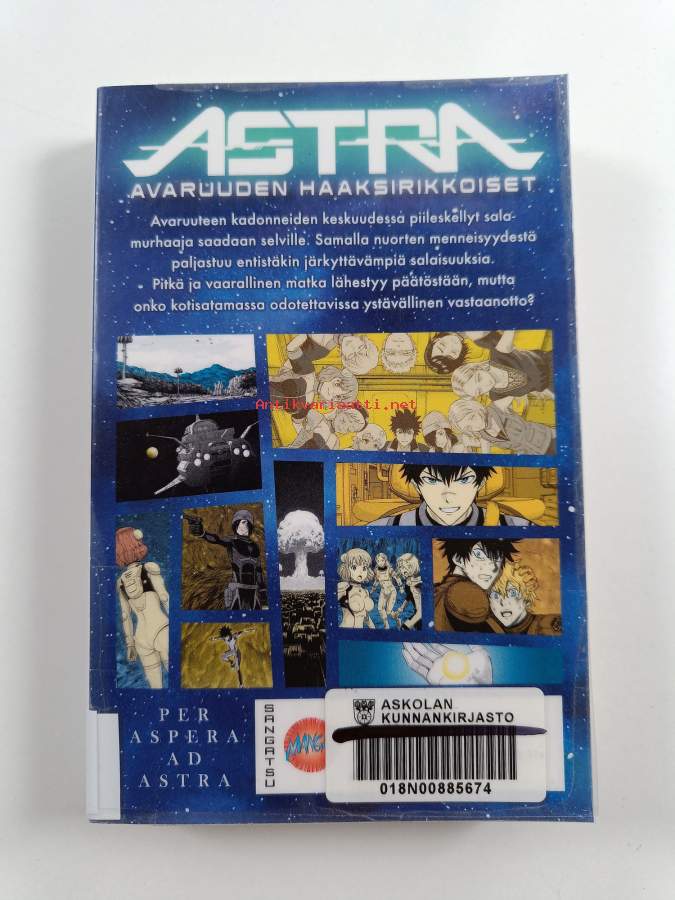 ASTRA
AVARUUDEN HAAKSIRIKKOISET
Avaruuteen kadonneiden keskuudessa piileskellyt sala-
murhaaja saadaan selville. Samalla nuorten menneisyydestä
paljastuu entistäkin järkyttävämpiä salaisuuksia.
Pitkä ja vaarallinen matka lähestyy päätöstään, mutta
onko kotisatamassa odotettavissa ystävällinen vastaanotto?
Antikvariaatti.net
PER
ASPERA
AD
ASTRA
SANGATSU
MANGA
ASKOLAN
KUNNANKIRJASTO
018N00885674